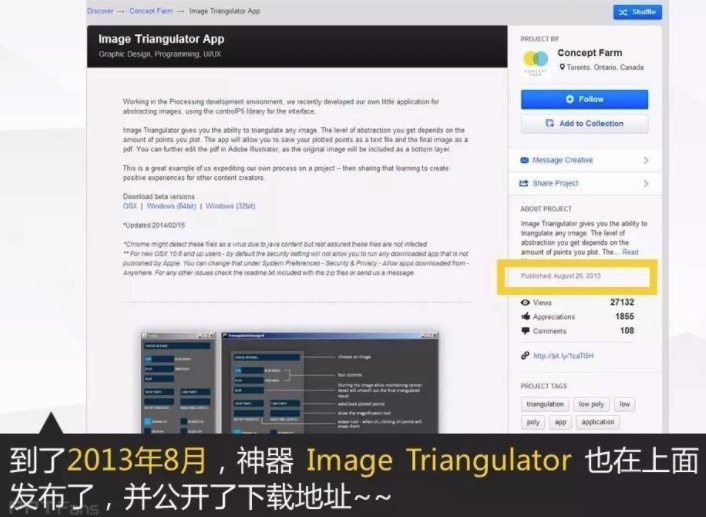 Discover → Concept Farm → Image Triangulator App
Shuffle
Image Triangulator App
Graphic Design, Programming, UI/UX
Working in the Processing development environment, we recently developed our own little application for
abstracting images, using the controlP5 library for the interface.
Image Triangulator gives you the ability to triangulate any image. The level of abstraction you get depends on the
amount of points you plot. The app will allow you to save your plotted points as a text file and the final image as a
pdf. You can further edit the pdf in Adobe Illustrator, as the original image will be included as a bottom layer.
This is a great example of us expediting our own process on a project – then sharing that learning to create
positive experiences for other content creators.
Download beta versions
OSX | Windows (64bit) | Windows (32bit)
*Updated 2014/02/15
*Chrome might detect these files as a virus due to java content but rest assured these files are not infected.
** For new OSX 10.8 and up users - by default the security setting will not allow you to run any downloaded app that is not
published by Apple. You can change that under System Preferences - Security & Privacy - Allow apps downloaded from -
Anywhere. For any other issues check the readme.txt included with the zip files or send us a message.
choose an image
blur controls
blurring the image while maintaining certain
detail will smooth out the final triangulated
result
save/load plotted points
show the magnification tool
eraser tool - when on, clicking on points will
erase them
PROJECT BY
CONCEPT
FARM
Concept Farm
Toronto, Ontario, Canada
Follow
Add to Collection
Message Creative
Share Project
ABOUT PROJECT
Image Triangulator gives you the ability to
triangulate any image. The level of
abstraction you get depends on the
amount of points you plot. The... Read
Published: August 26, 2013
Views 27132
Appreciations 1855
Comments 108
PROJECT TAGS
triangulation low poly low
poly app application
到了2013年8月，神器 Image Triangulator 也在上面
发布了，并公开了下载地址~~